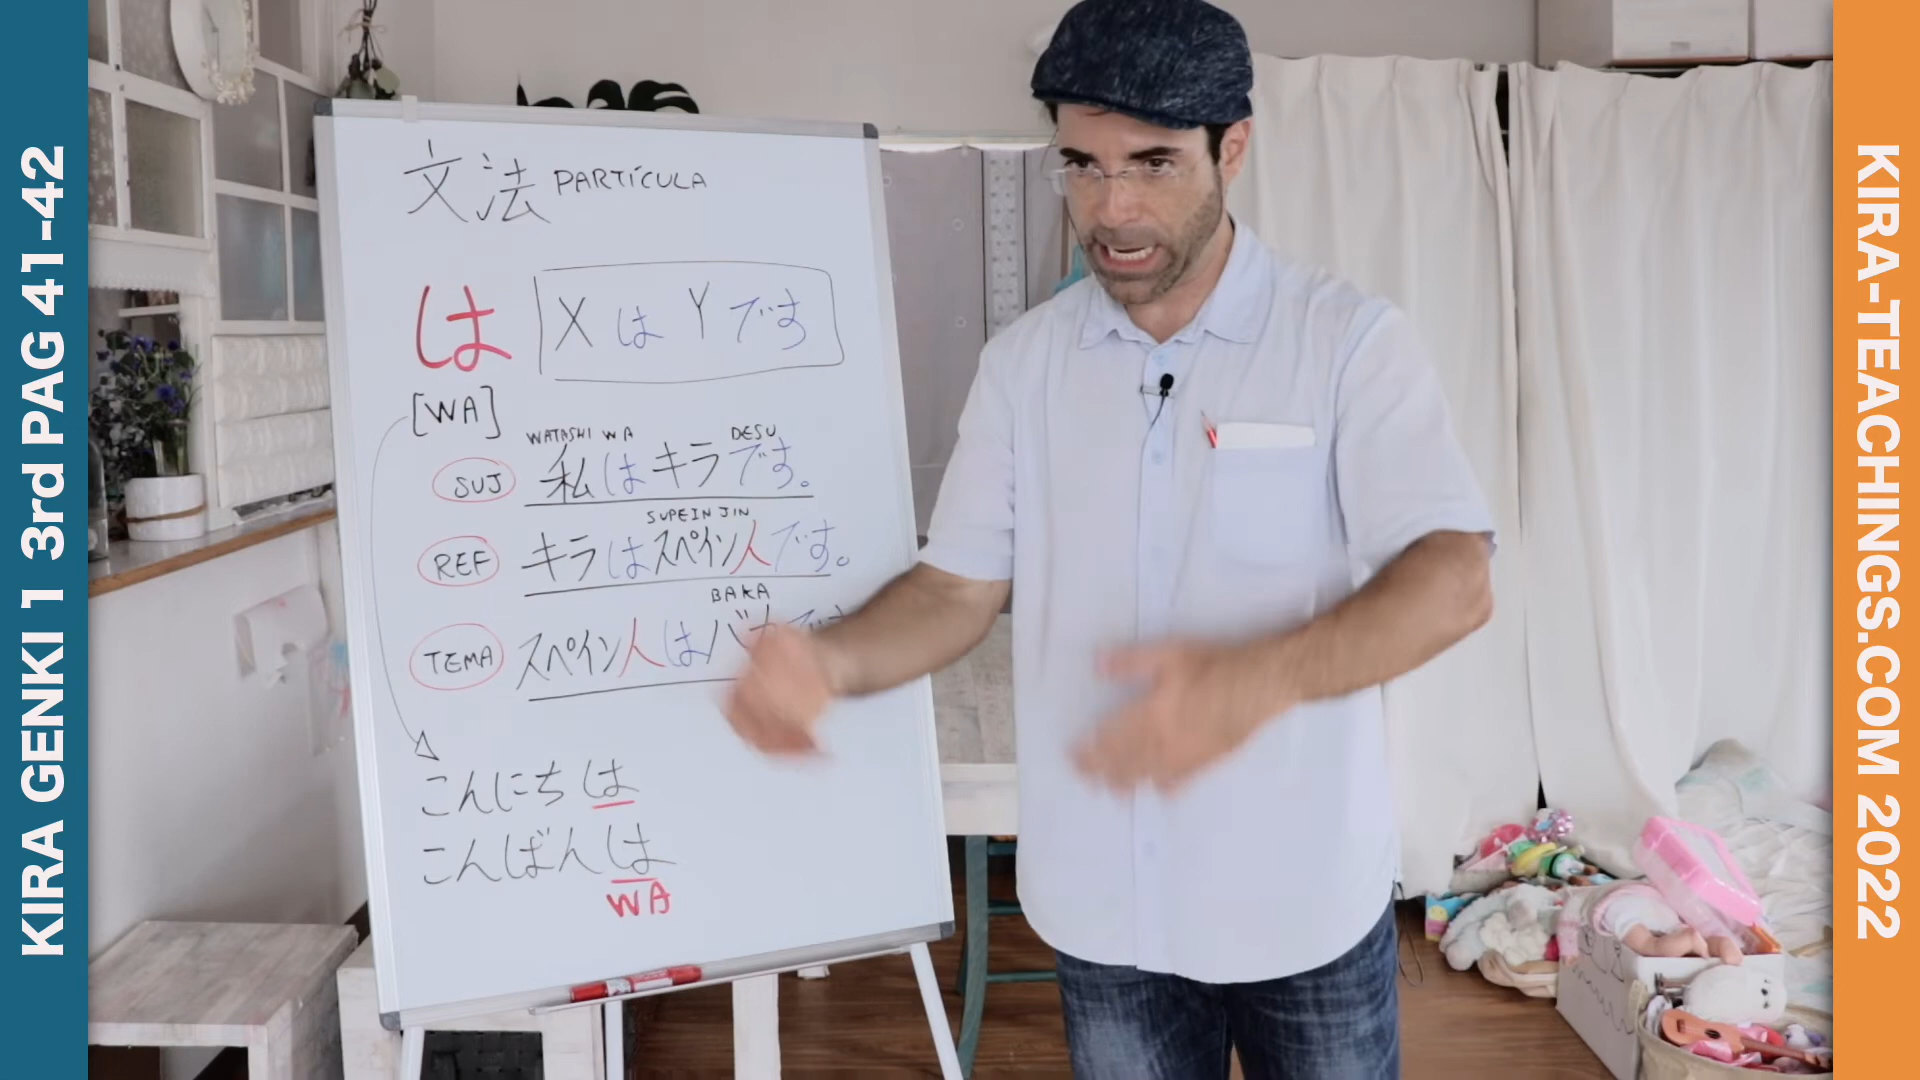 KIRA GENKI 1 3rd PAG 41-42
文法 PARTÍCULA
は X は Y です
[WA]
WATASHI WA DESU
SUJ 私はキラです。
SUPEIN JIN
REF キラはスペイン人です。
BAKA
TEMA スペイン人はバ
こんにちは
こんばんは
WA
KIRA-TEACHINGS.COM 2022